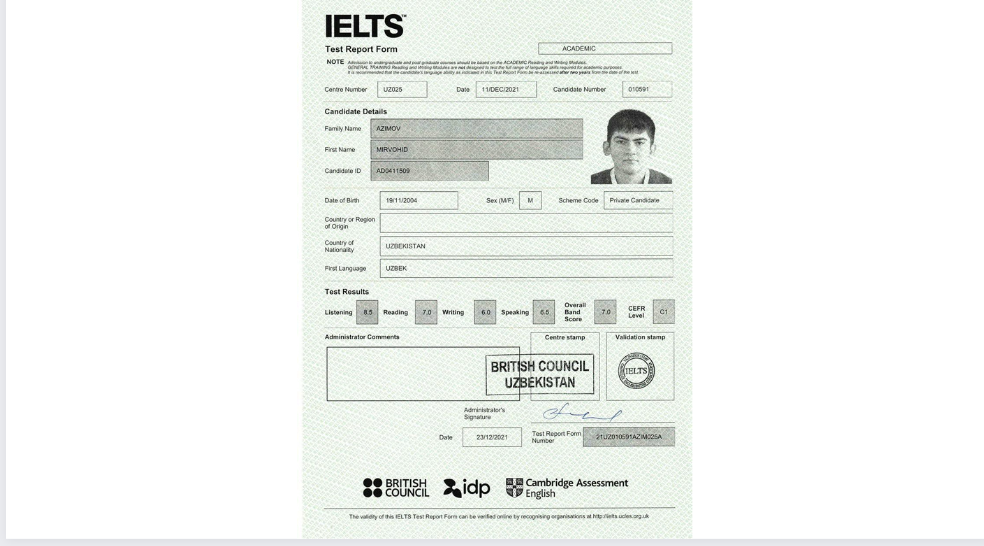 IELTS™
Test Report Form
ACADEMIC
NOTE Admission to undergraduate and post graduate courses should be based on the ACADEMIC Reading and Writing Modules.
GENERAL TRAINING Reading and Writing Modules are not designed to test the full range of language skills required for academic purposes.
It is recommended that the candidate's language ability as indicated in this Test Report Form be re-assessed after two years from the date of the test.
Centre Number UZ025 Date 11/DEC/2021 Candidate Number 010591
Candidate Details
Family Name AZIMOV
First Name MIRVOHID
Candidate ID AD0411809
Date of Birth 19/11/2004 Sex (M/F) M Scheme Code Private Candidate
Country or Region
of Origin
Country of
Nationality UZBEKISTAN
First Language UZBEK
Test Results
Listening 8.5 Reading 7.0 Writing 6.0 Speaking 6.5 Overall Band Score 7.0 CEFR Level C1
Administrator Comments
Centre stamp
Validation stamp
BRITISH COUNCIL
UZBEKISTAN
IELTS
Administrator's
Signature
Date 23/12/2021
Test Report Form
Number 21UZ010591AZIM025A
BRITISH
COUNCIL
idp
Cambridge Assessment
English
The validity of this IELTS Test Report Form can be verified online by recognising organisations at http://ielts.ucles.org.uk